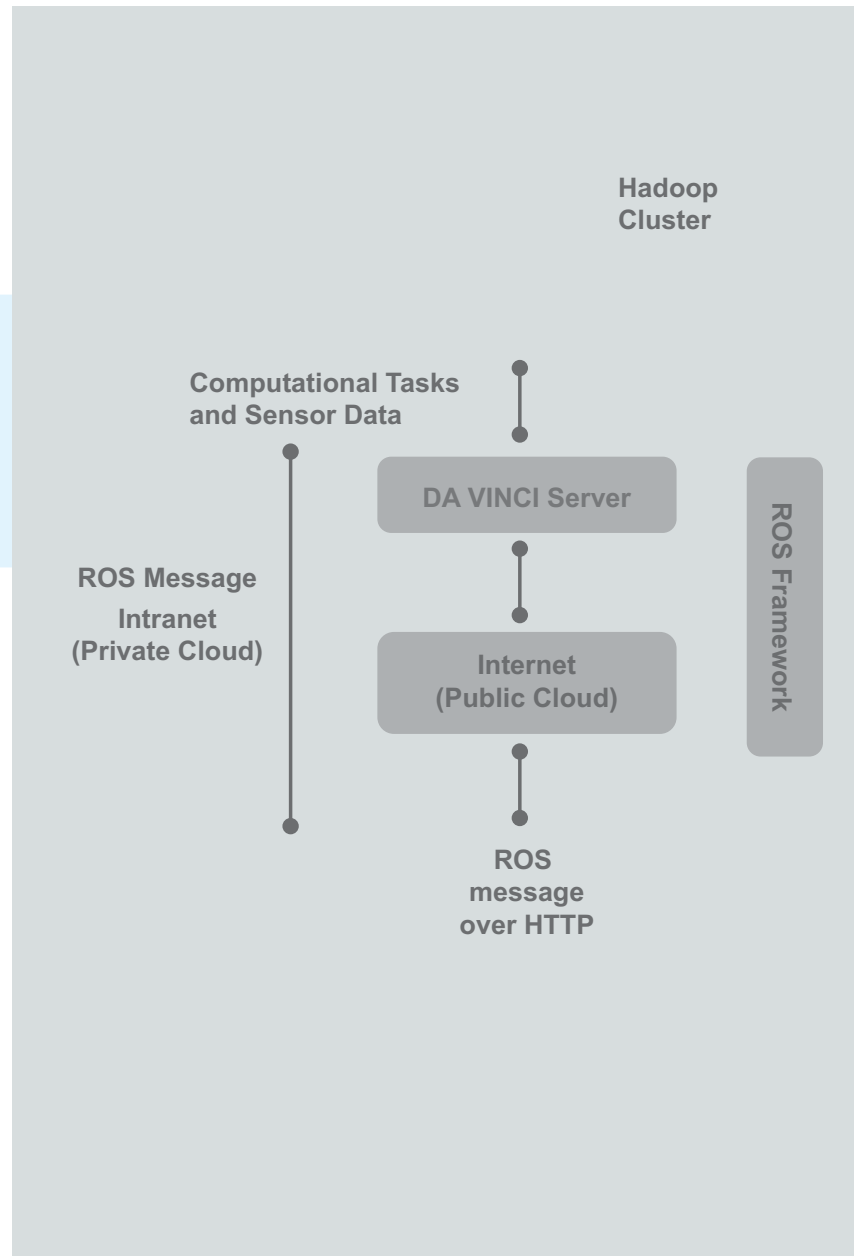 Hadoop
Cluster
Computational Tasks
and Sensor Data
DA VINCI Server
ROS Framework
ROS Message
Intranet
(Private Cloud)
Internet
(Public Cloud)
ROS
message
over HTTP